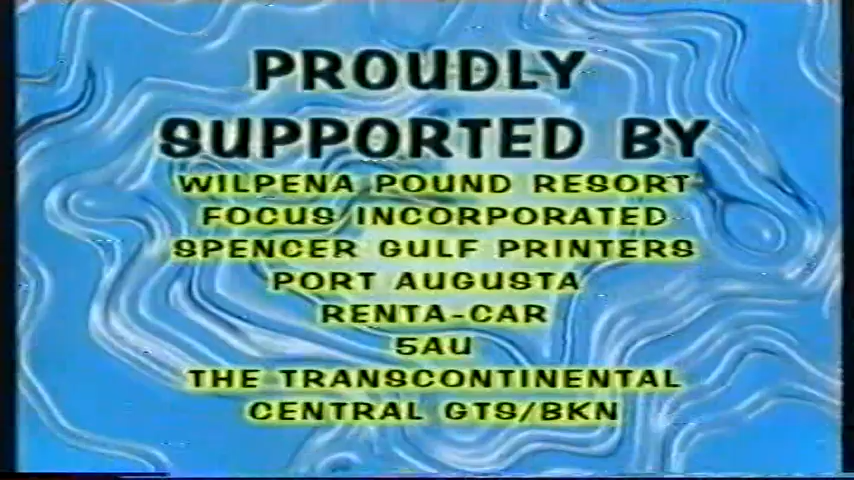 PROUDLY
SUPPORTED BY
WILPENA POUND RESORT
FOCUS INCORPORATED
SPENCER GULF PRINTERS
PORT AUGUSTA
RENTA-CAR
5AU
THE TRANSCONTINENTAL
CENTRAL GTS/BKN